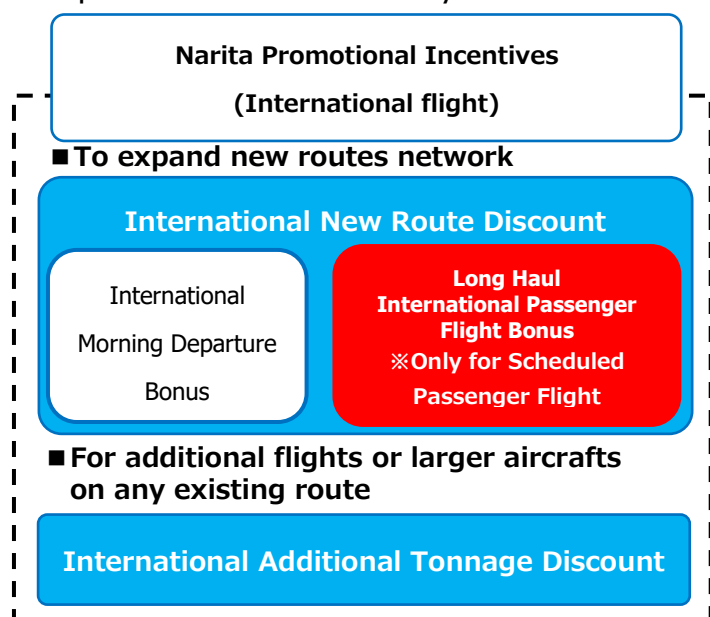 Narita Promotional Incentives
(International flight)
■To expand new routes network
International New Route Discount
International
Morning Departure
Bonus
Long Haul
International Passenger
Flight Bonus
※Only for Scheduled
Passenger Flight
■For additional flights or larger aircrafts
on any existing route
International Additional Tonnage Discount